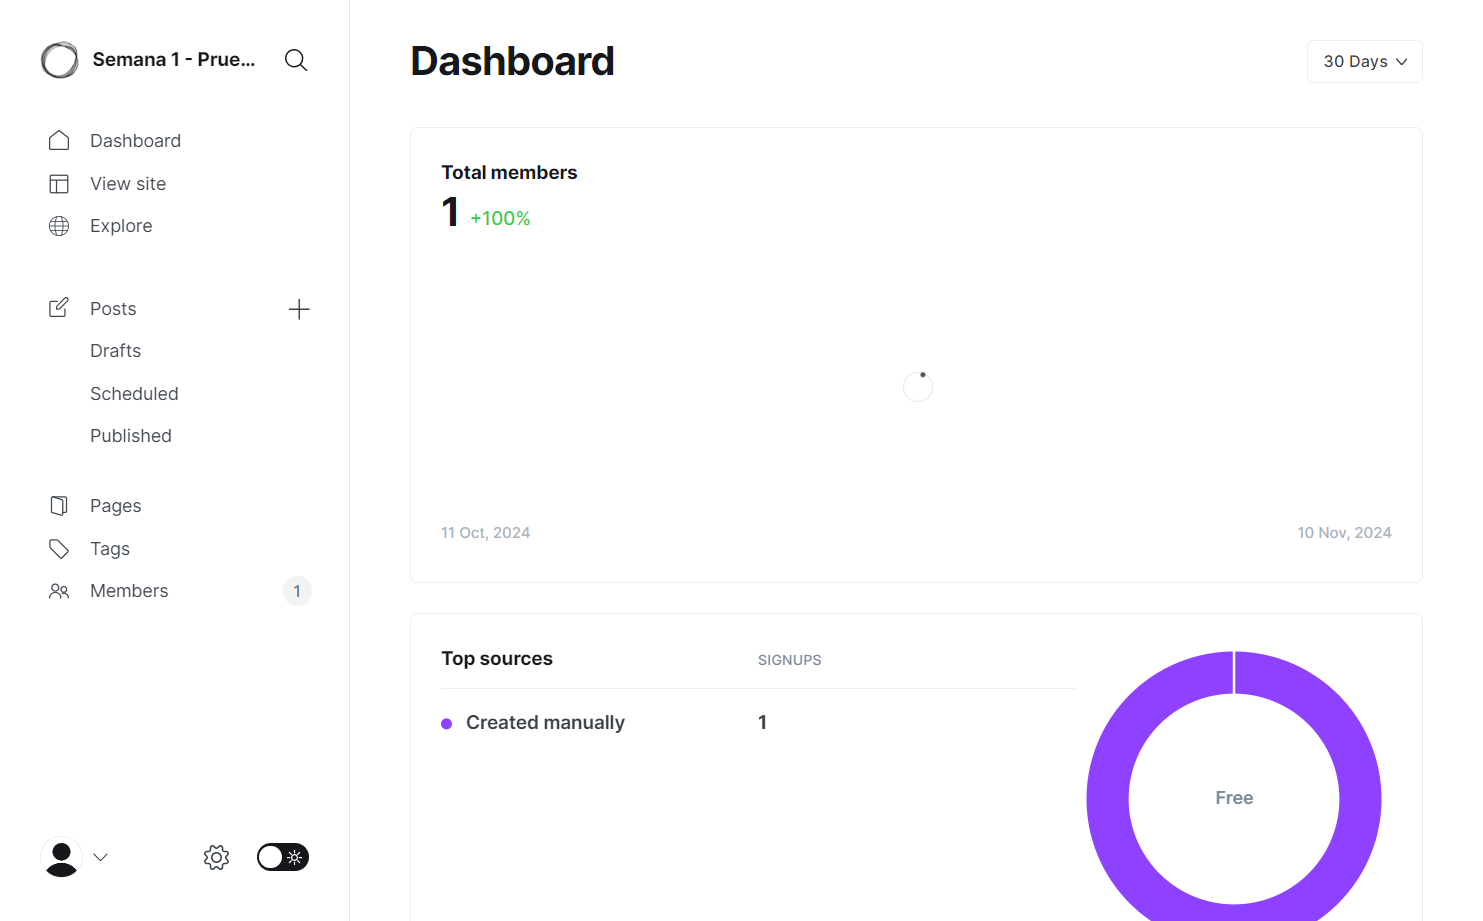 Semana 1 - Prue...
Dashboard
View site
Explore
Posts
Drafts
Scheduled
Published
Pages
Tags
Members 1
Dashboard
30 Days
Total members
1 +100%
11 Oct, 2024 10 Nov, 2024
Top sources SIGNUPS
Created manually 1
Free